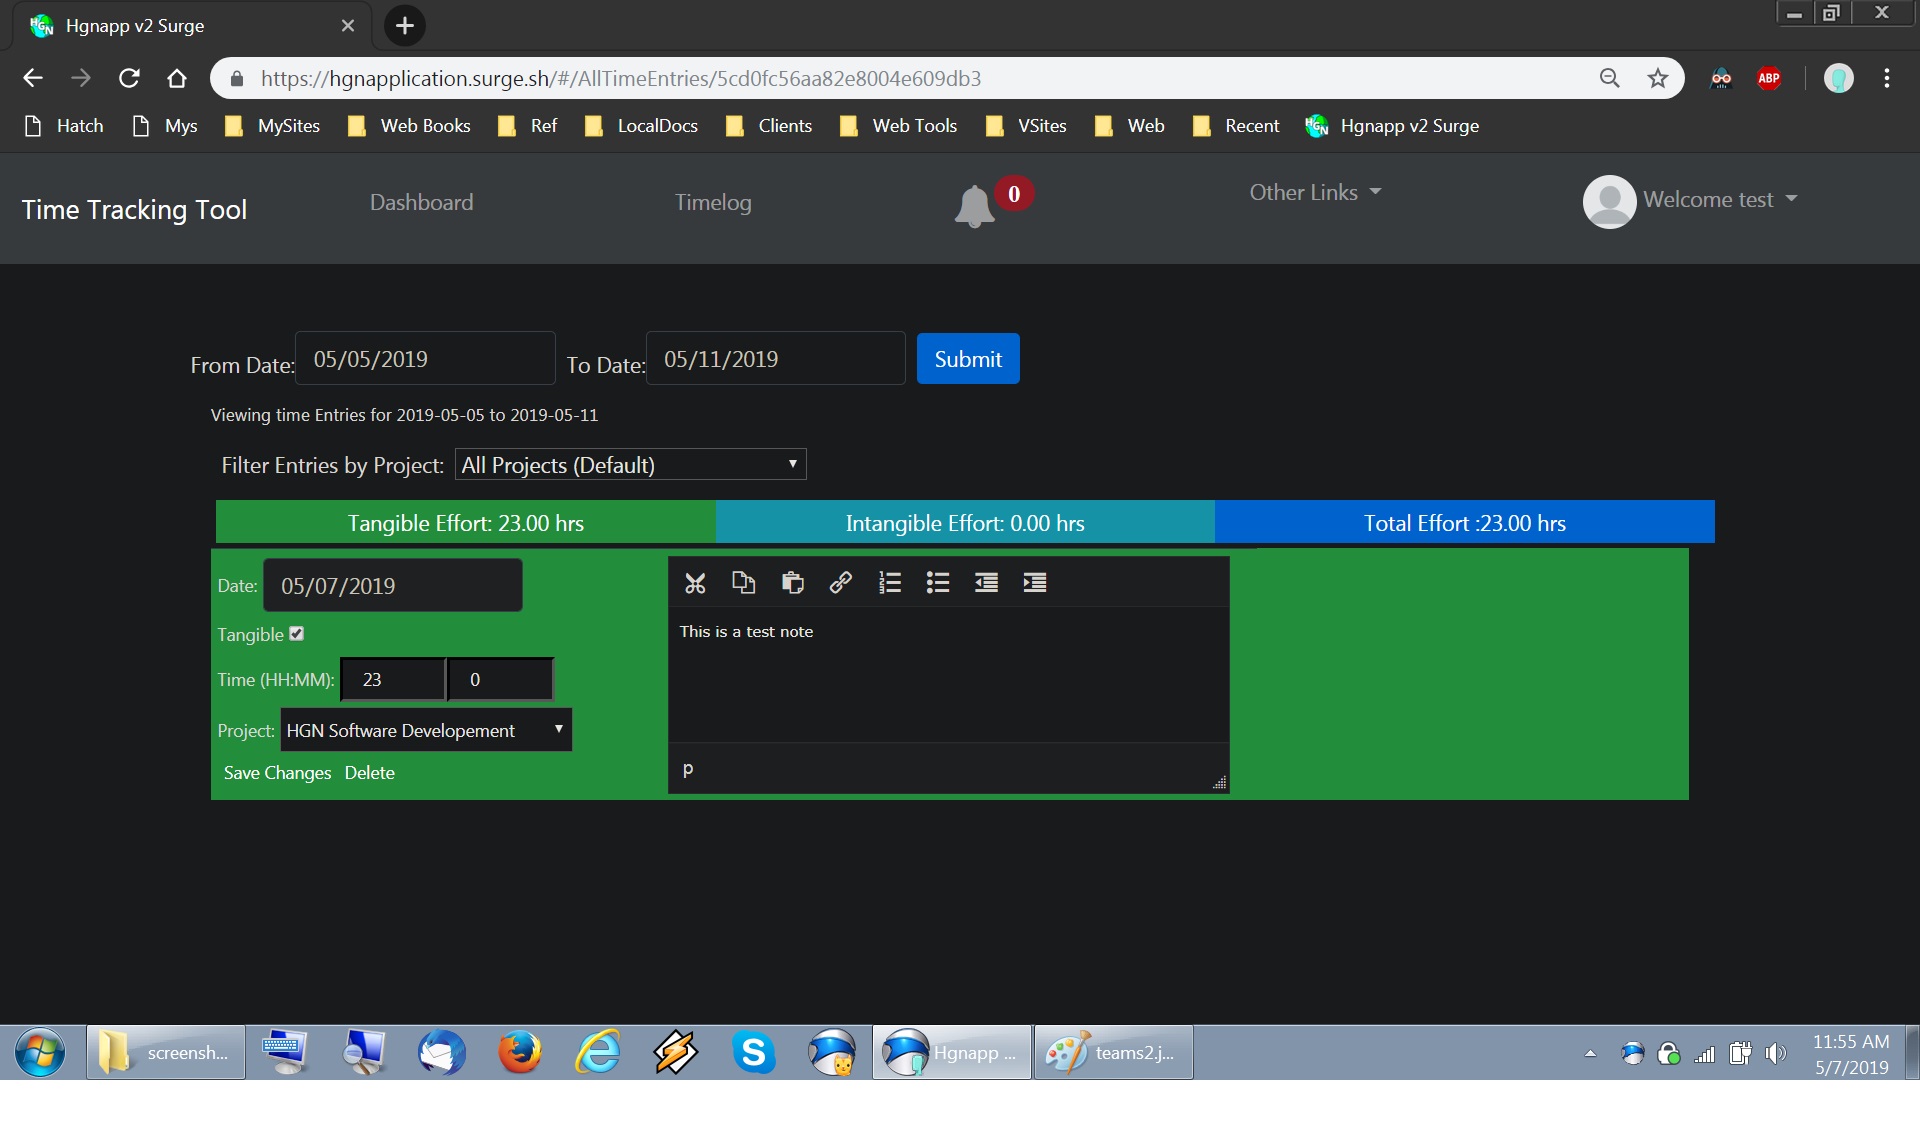 Hgnapp v2 Surge
https://hgnapplication.surge.sh/#/AllTimeEntries/5cd0fc56aa82e8004e609db3
ABP
Hatch Mys MySites Web Books Ref LocalDocs Clients Web Tools VSites Web Recent HGN Hgnapp v2 Surge
Time Tracking Tool Dashboard Timelog 0 Other Links Welcome test
From Date: 05/05/2019 To Date: 05/11/2019 Submit
Viewing time Entries for 2019-05-05 to 2019-05-11
Filter Entries by Project: All Projects (Default)
Tangible Effort: 23.00 hrs Intangible Effort: 0.00 hrs Total Effort :23.00 hrs
Date: 05/07/2019
Tangible
This is a test note
Time (HH:MM): 23 0
Project: HGN Software Developement
Save Changes Delete
p
screensh... Hgnapp ... teams2.j...
11:55 AM
5/7/2019